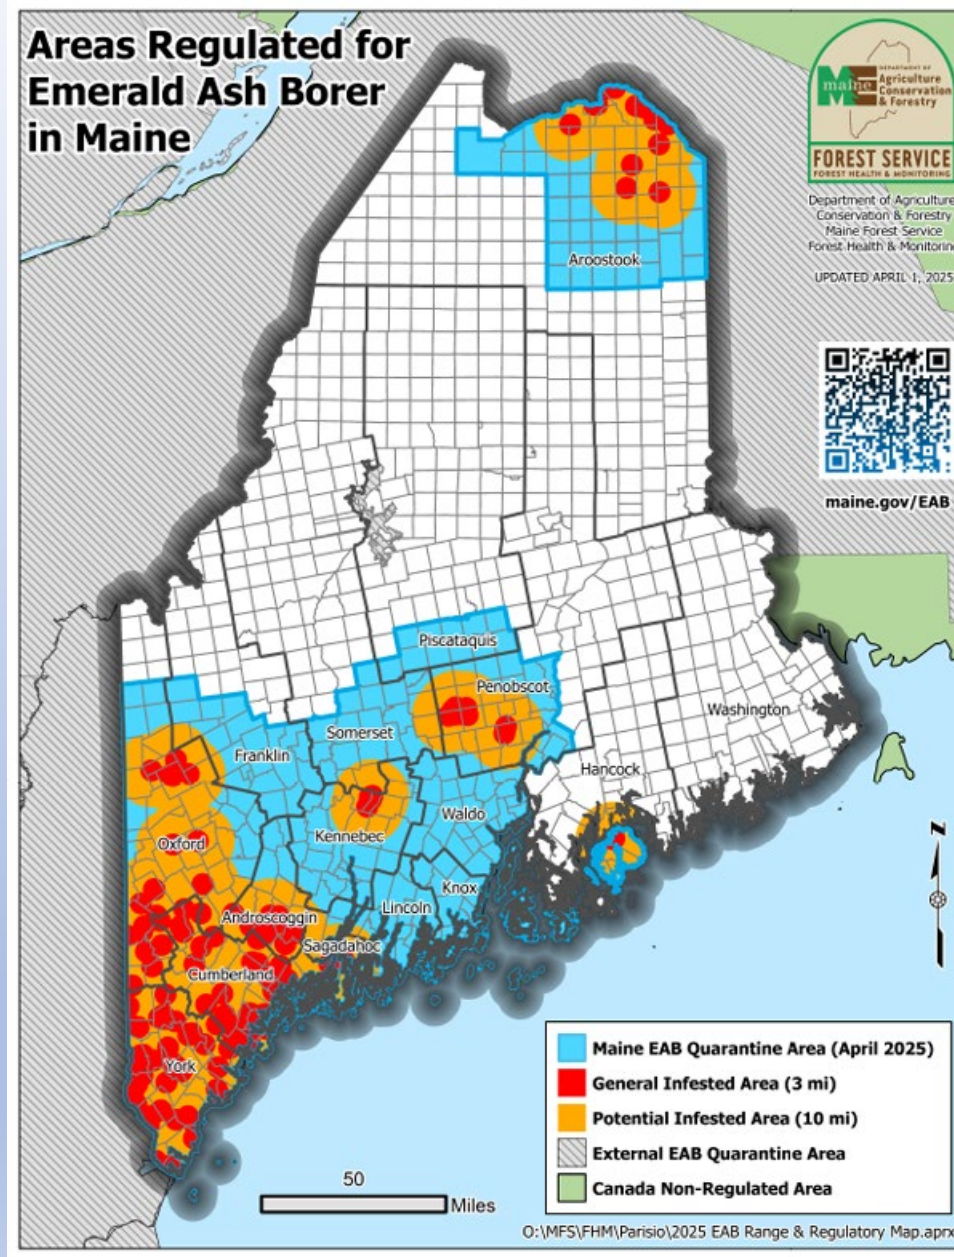 Areas Regulated for
Emerald Ash Borer
in Maine
DEPARTMENT OF
Agriculture
Conservation
& Forestry
maine
FOREST SERVICE
FOREST HEALTH & MONITORING
Department of Agriculture
Conservation & Forestry
Maine Forest Service
Forest Health & Monitoring
UPDATED APRIL 1, 2025
maine.gov/EAB
Aroostook
Piscataquis
Penobscot
Washington
Somerset
Franklin
Hancock
Waldo
Kennebec
Oxford
Knox
Lincoln
Androscoggin
Sagadahoc
Cumberland
York
N
Maine EAB Quarantine Area (April 2025)
General Infested Area (3 mi)
Potential Infested Area (10 mi)
External EAB Quarantine Area
Canada Non-Regulated Area
50
Miles
O:\MFS\FHM\Parisio\2025 EAB Range & Regulatory Map.aprx